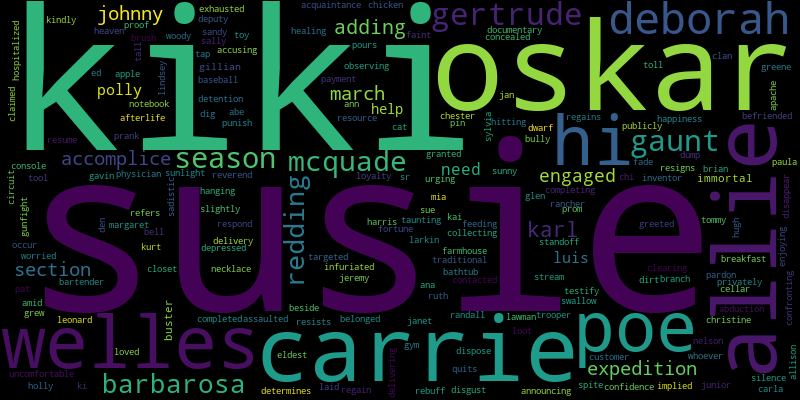 kiki
oskar
susie
carrie
welles
poe
allie
hi
deborah
gertrude
johnny
adding
polly
march
help
accomplice
season
mcquade
need
engaged
gaunt
immortal
redding
karl
luis
section
barbarosa
expedition
buster
kindly
exhausted
deputy
acquaintance
chicken
hospitalized
claimed
heaven
proof
woody
sandy
toy
healing
faint
documentary
concealed
brush
tall
sally
accusing
tap
gillian
pours
observing
toll
clan
greene
ed
apple
lindsey
baseball
payment
jan
notebook
detention
abe
ann
resource
chester
pin
sylvia
hitting
regains
happiness
apache
befriended
afterlife
dig
punish
cat
dwarf
bully
publicly
resume
prank
granted
fade
dump
console
gavin
physician
sunlight
reverend
loyalty
sr
sunny
resigns
brian
paula
circuit
tool
sadistic
hanging
urging
chi
inventor
disappear
mia
glen
completing
rancher
gunfight
refers
slightly
sue
prom
hugh
tommy
den
margaret
respond
harris
taunting
kai
feeding
greeted
fortune
collecting
standoff
occur
bell
delivery
larkin
farmhouse
enjoying
worried
kurt
depressed
targeted
traditional
clearing
breakfast
bartender
closet
necklace
infuriated
bathtub
stream
dirt
branch
pardon
privately
confronting
pat
jeremy
contacted
testify
cellar
amid
ana
swallow
abduction
grew
ruth
beside
lawman
trooper
christine
leonard
completed
assaulted
belonged
randall
loot
nelson
resists
janet
loved
gym
dispose
customer
whoever
uncomfortable
eldest
quits
allison
holly
ki
determines
laid
regain
delivering
rebuff
disgust
announcing
spite
confidence
implied
junior
silence
carla